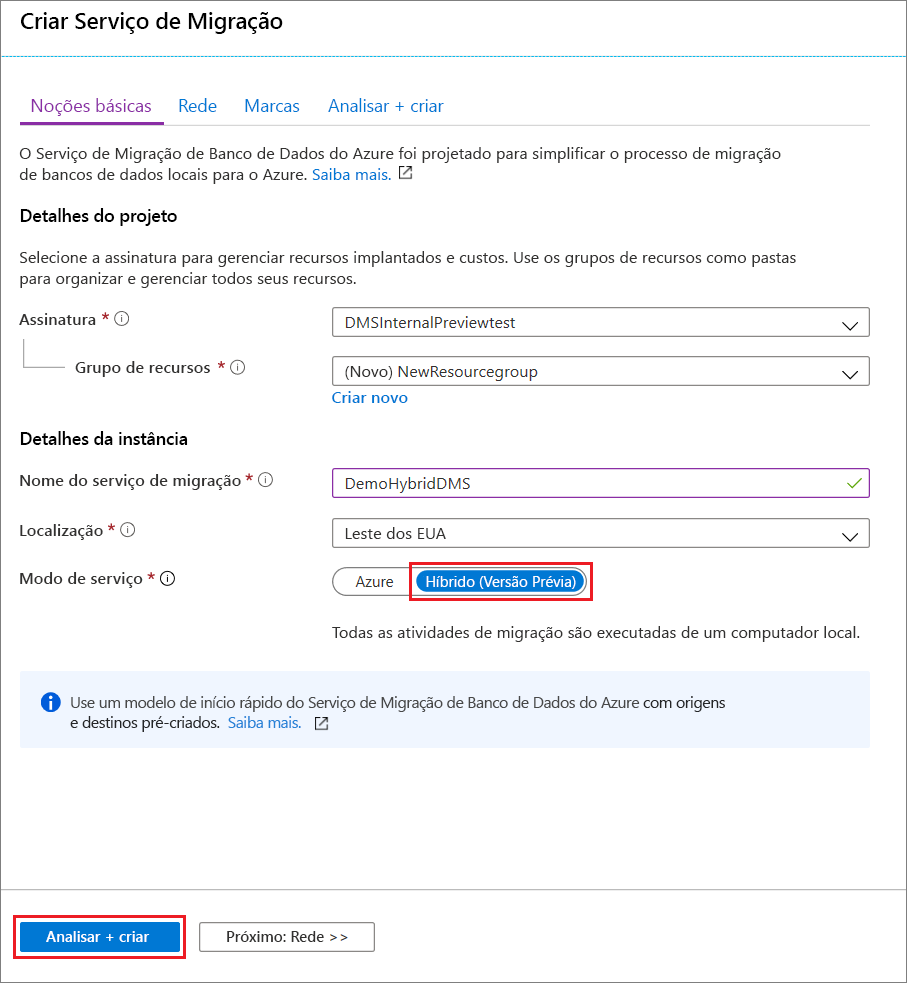 Criar Serviço de Migração
Noções básicas Rede Marcas Analisar + criar
O Serviço de Migração de Banco de Dados do Azure foi projetado para simplificar o processo de migração
de bancos de dados locais para o Azure. Saiba mais.
Detalhes do projeto
Selecione a assinatura para gerenciar recursos implantados e custos. Use os grupos de recursos como pastas
para organizar e gerenciar todos seus recursos.
Assinatura * DMSInternalPreviewtest
Grupo de recursos * (Novo) NewResourcegroup
Criar novo
Detalhes da instância
Nome do serviço de migração * DemoHybridDMS
Localização * Leste dos EUA
Modo de serviço * Azure Híbrido (Versão Prévia)
Todas as atividades de migração são executadas de um computador local.
Use um modelo de início rápido do Serviço de Migração de Banco de Dados do Azure com origens
e destinos pré-criados. Saiba mais.
Analisar + criar Próximo: Rede >>